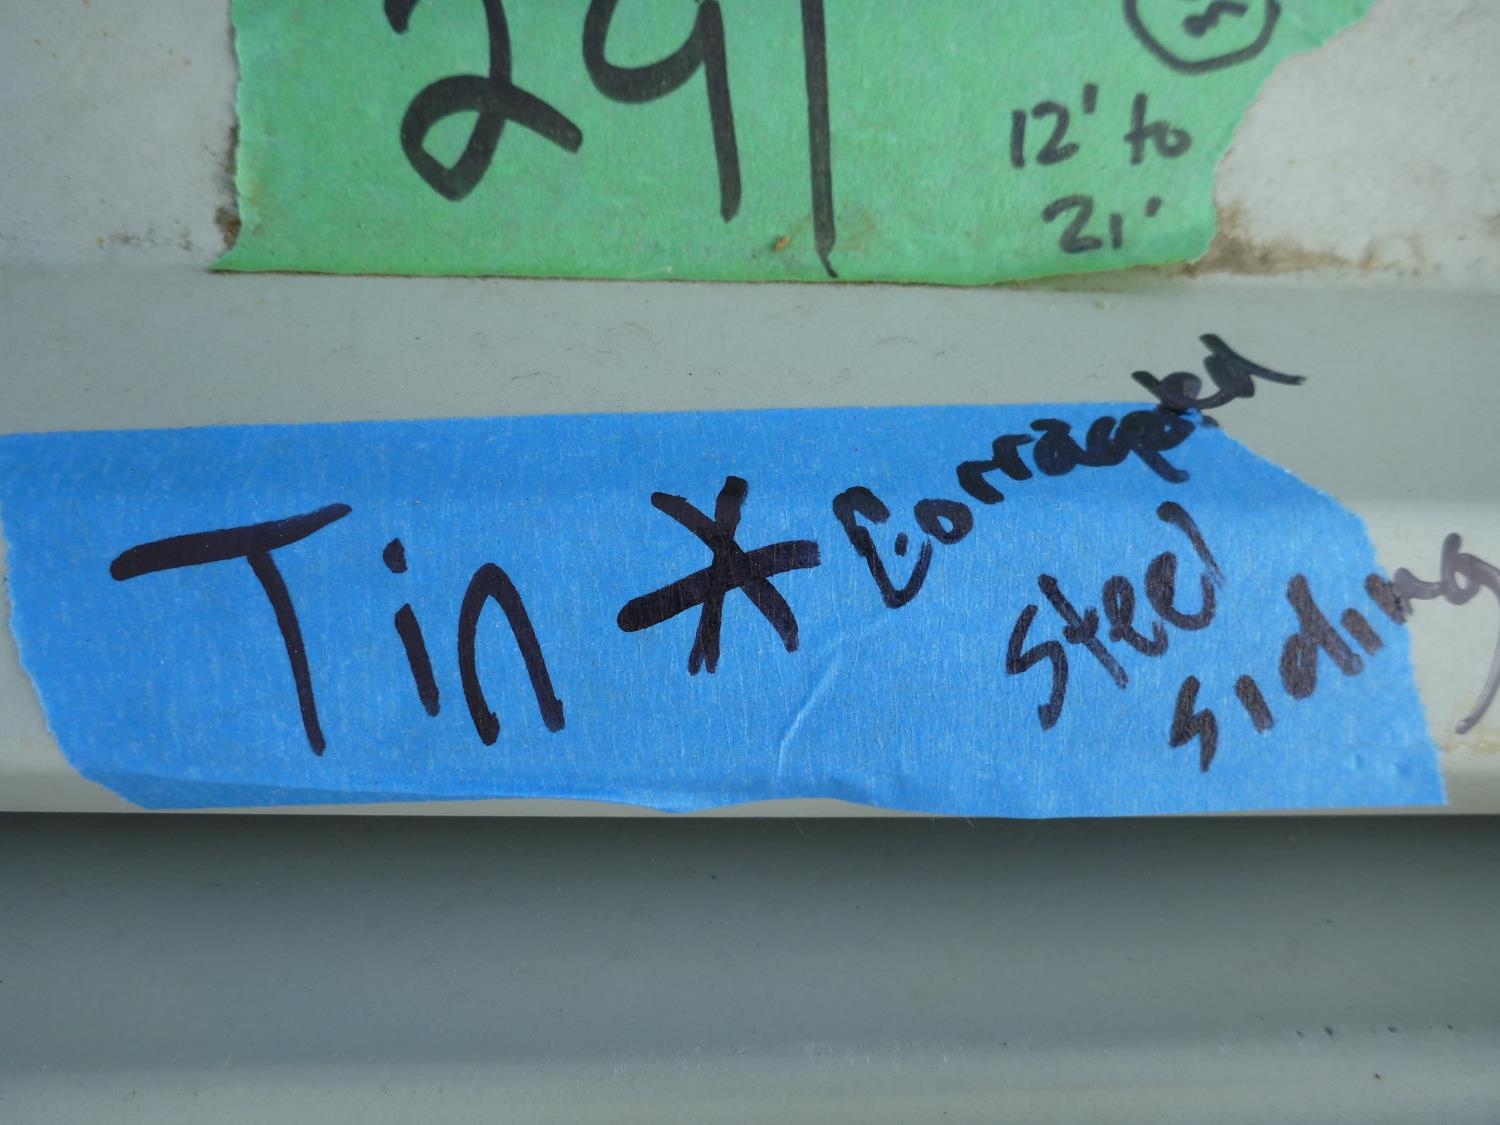 29
12' to
21'
Tin * Corrugated
Steel
Siding